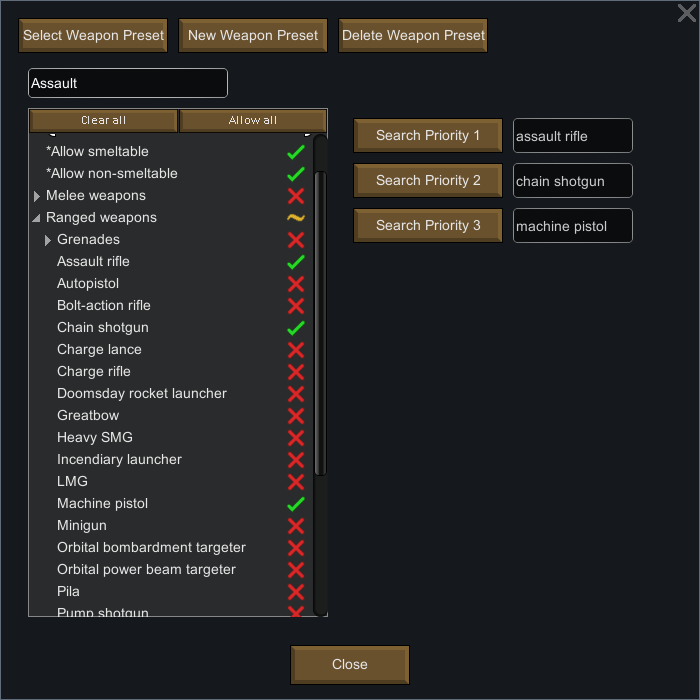 Select Weapon Preset New Weapon Preset Delete Weapon Preset
Assault
Clear all Allow all
Search Priority 1 assault rifle
*Allow smeltable
*Allow non-smeltable
Search Priority 2 chain shotgun
Melee weapons
Ranged weapons
Search Priority 3 machine pistol
Grenades
Assault rifle
Autopistol
Bolt-action rifle
Chain shotgun
Charge lance
Charge rifle
Doomsday rocket launcher
Greatbow
Heavy SMG
Incendiary launcher
LMG
Machine pistol
Minigun
Orbital bombardment targeter
Orbital power beam targeter
Pila
Pump shotgun
Close